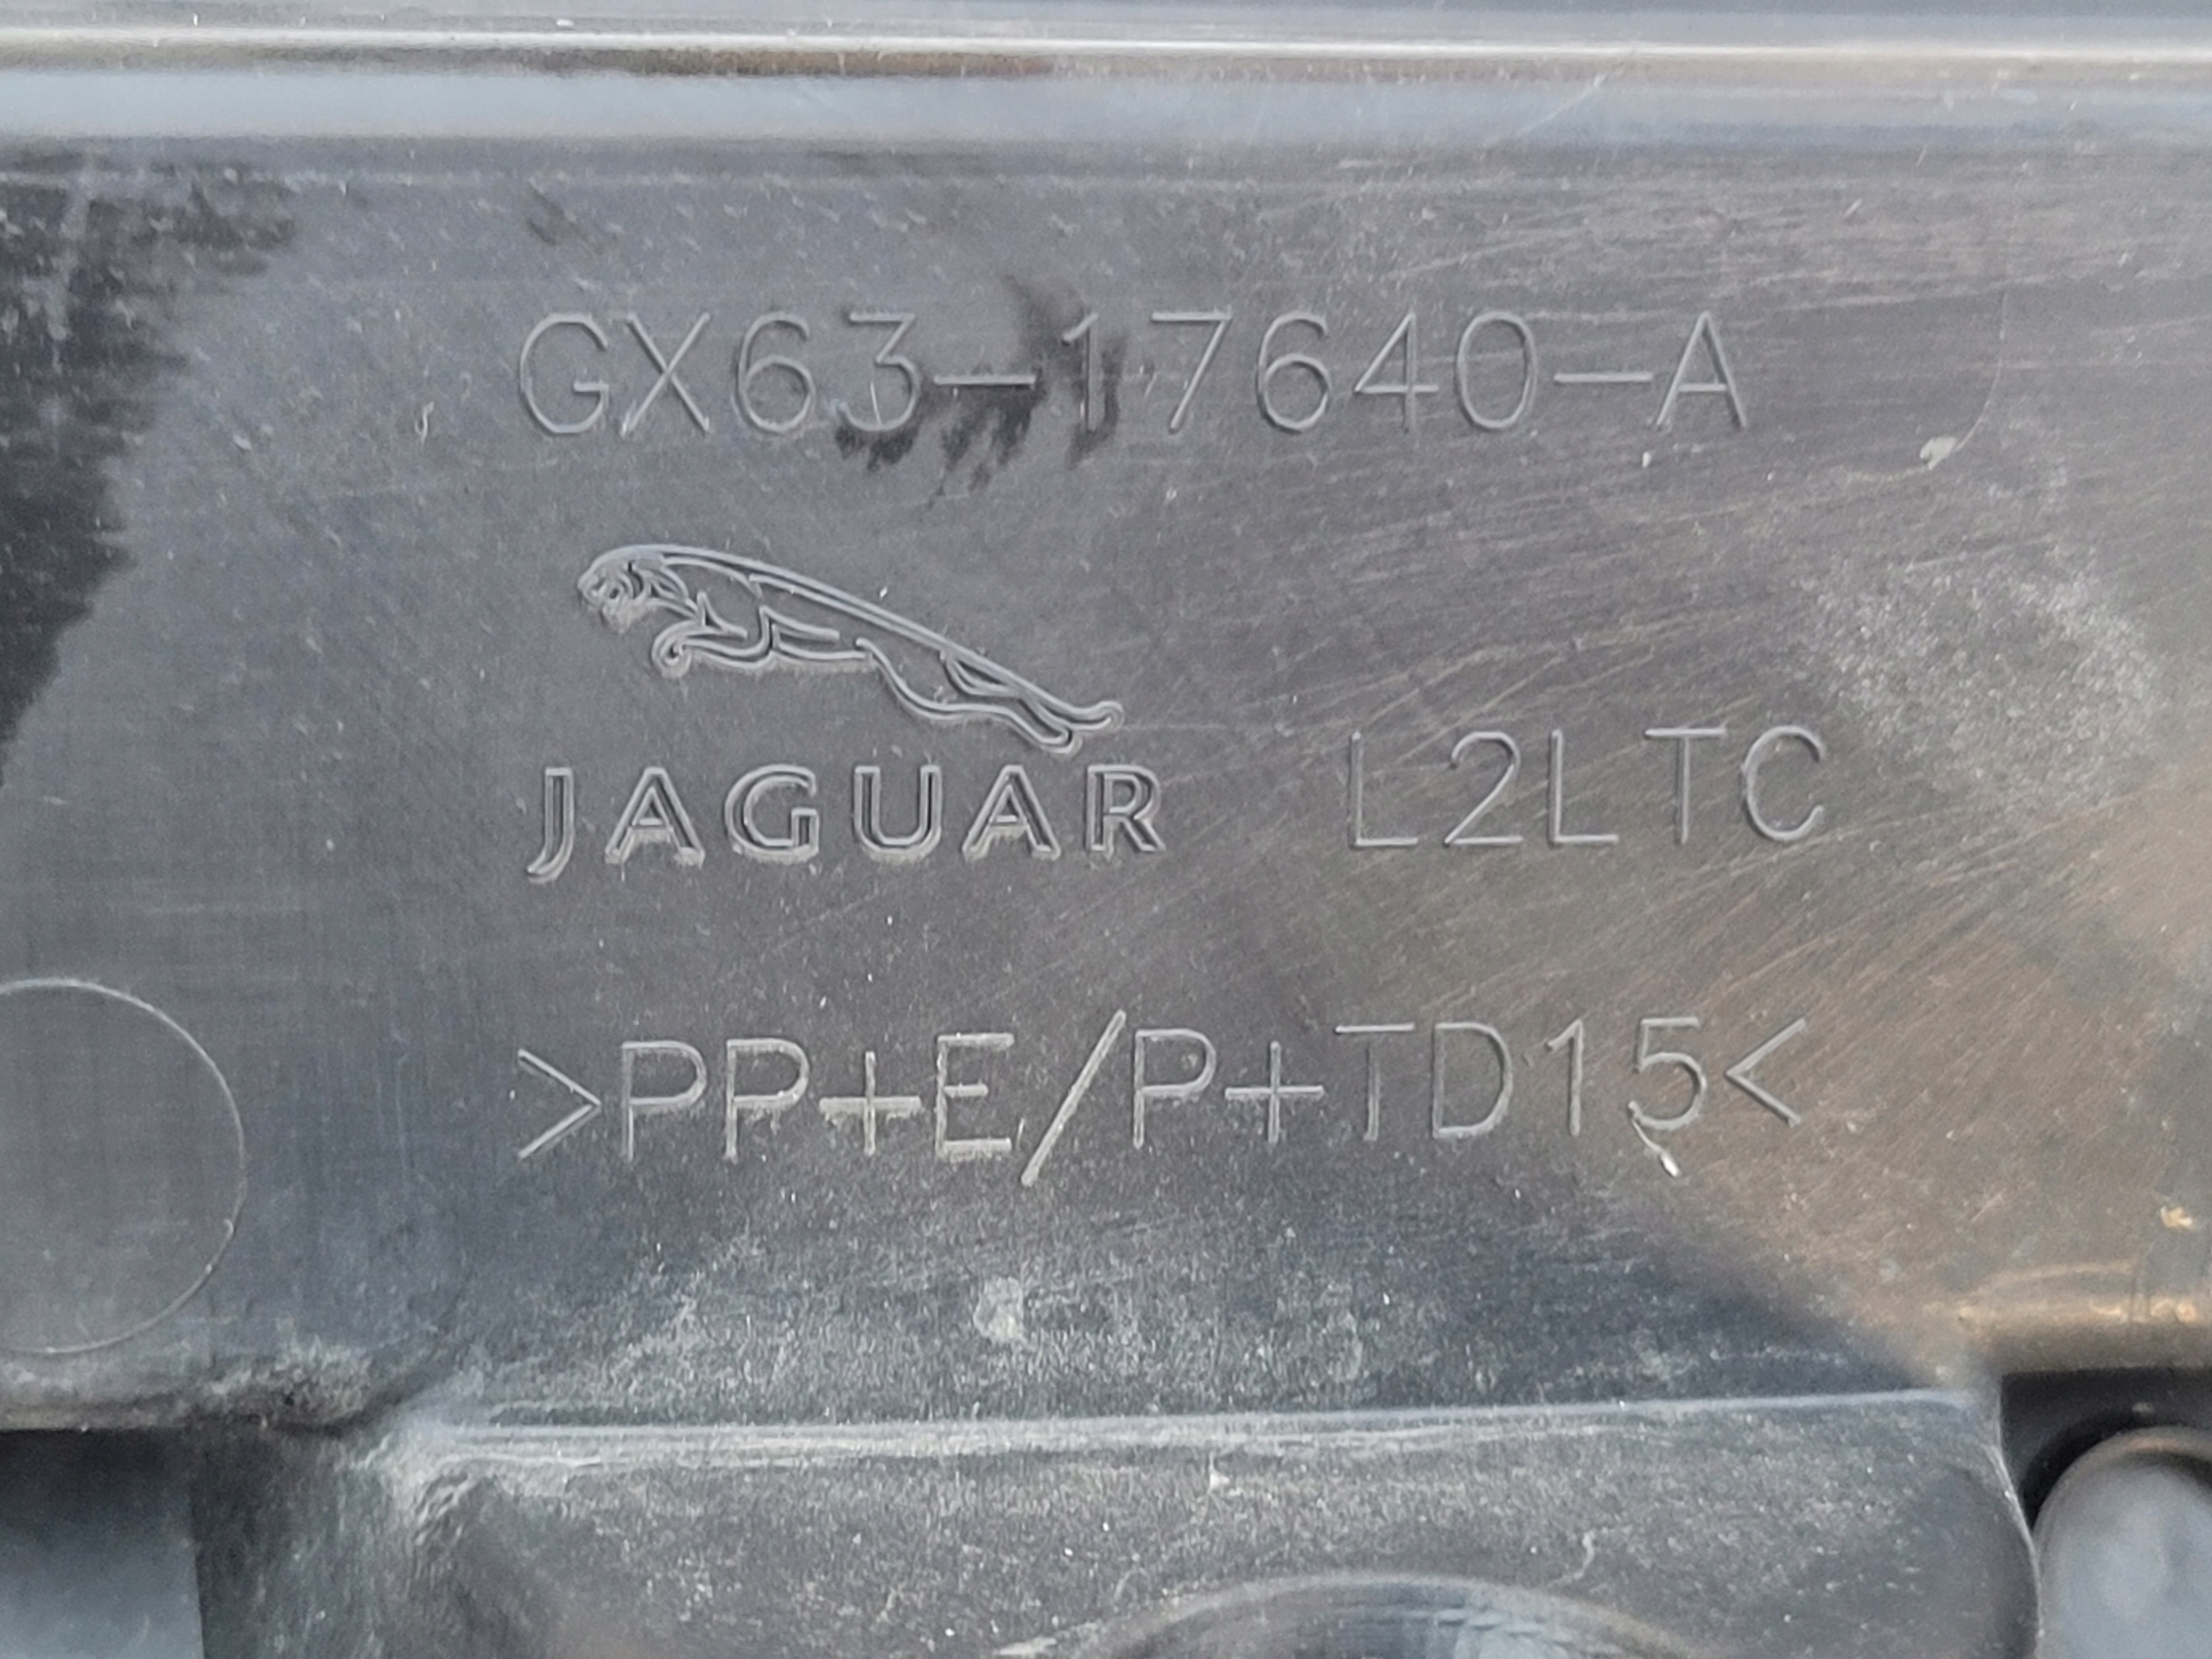 GX63-17640-A
JAGUAR L2LTC
>PP+E/P+TD15<